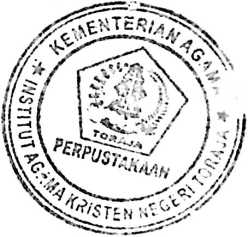 KEMENTERIAN AGAMA
INSTITUT AGAMA KRISTEN NEGERI TORAJA
TORAJA
PERPUSTAKAAN